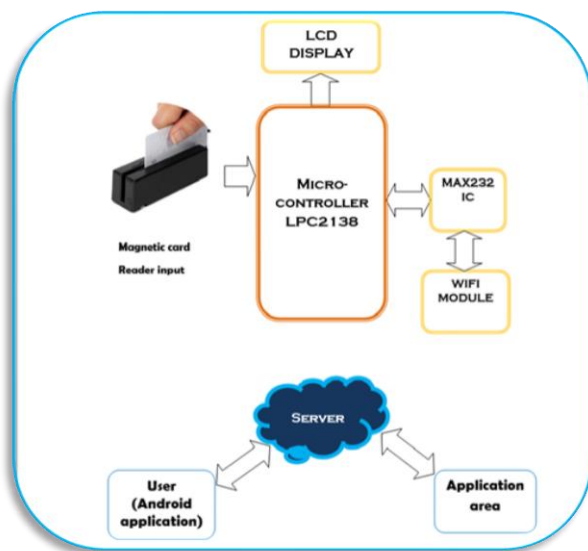 LCD
DISPLAY
MICRO-
CONTROLLER
LPC2138
MAX232
IC
Magnetic card
Reader input
WIFI
MODULE
SERVER
User
(Android
application)
Application
area